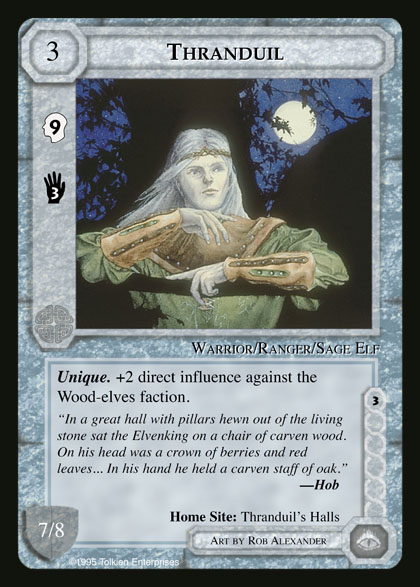 3
THRANDUIL
9
3
WARRIOR/RANGER/SAGE ELF
Unique. +2 direct influence against the
Wood-elves faction.
“In a great hall with pillars hewn out of the living
stone sat the Elvenking on a chair of carven wood.
On his head was a crown of berries and red
leaves... In his hand he held a carven staff of oak.”
—Hob
3
Home Site: Thranduil's Halls
7/8
ART BY ROB ALEXANDER
©1995 Tolkien Enterprises